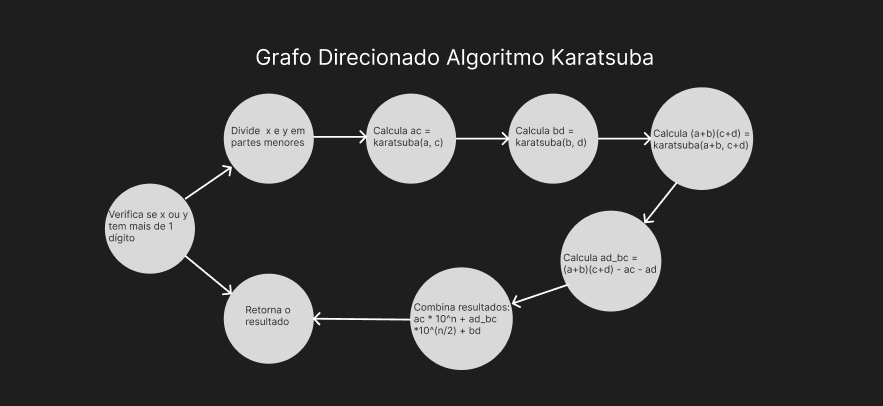 Grafo Direcionado Algoritmo Karatsuba
Divide x e y em
partes menores
Calcula ac =
karatsuba(a, c)
Calcula bd =
karatsuba(b, d)
Calcula (a+b)(c+d) =
karatsuba(a+b, c+d)
Verifica se x ou y
tem mais de 1
dígito
Calcula ad_bc =
(a+b)(c+d) - ac - ad
Combina resultados:
ac * 10^n + ad_bc
*10^(n/2) + bd
Retorna o
resultado